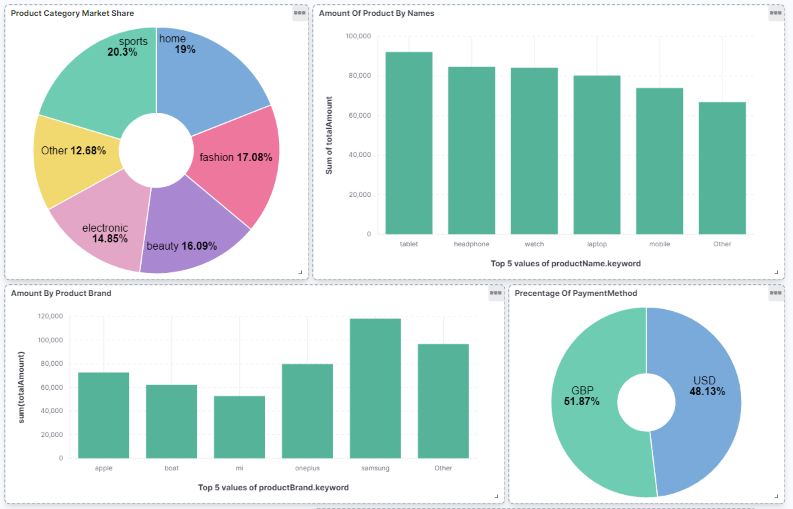 Product Category Market Share
sports
20.3%
home
19%
fashion 17.08%
beauty 16.09%
electronic
14.85%
Other 12.68%
Amount Of Product By Names
Sum of totalAmount
100,000
80,000
60,000
40,000
20,000
0
tablet headphone watch laptop mobile Other
Top 5 values of productName.keyword
Amount By Product Brand
sum(totalAmount)
120,000
100,000
80,000
60,000
40,000
20,000
0
apple boat mi oneplus samsung Other
Top 5 values of productBrand.keyword
Precentage Of PaymentMethod
GBP
51.87%
USD
48.13%